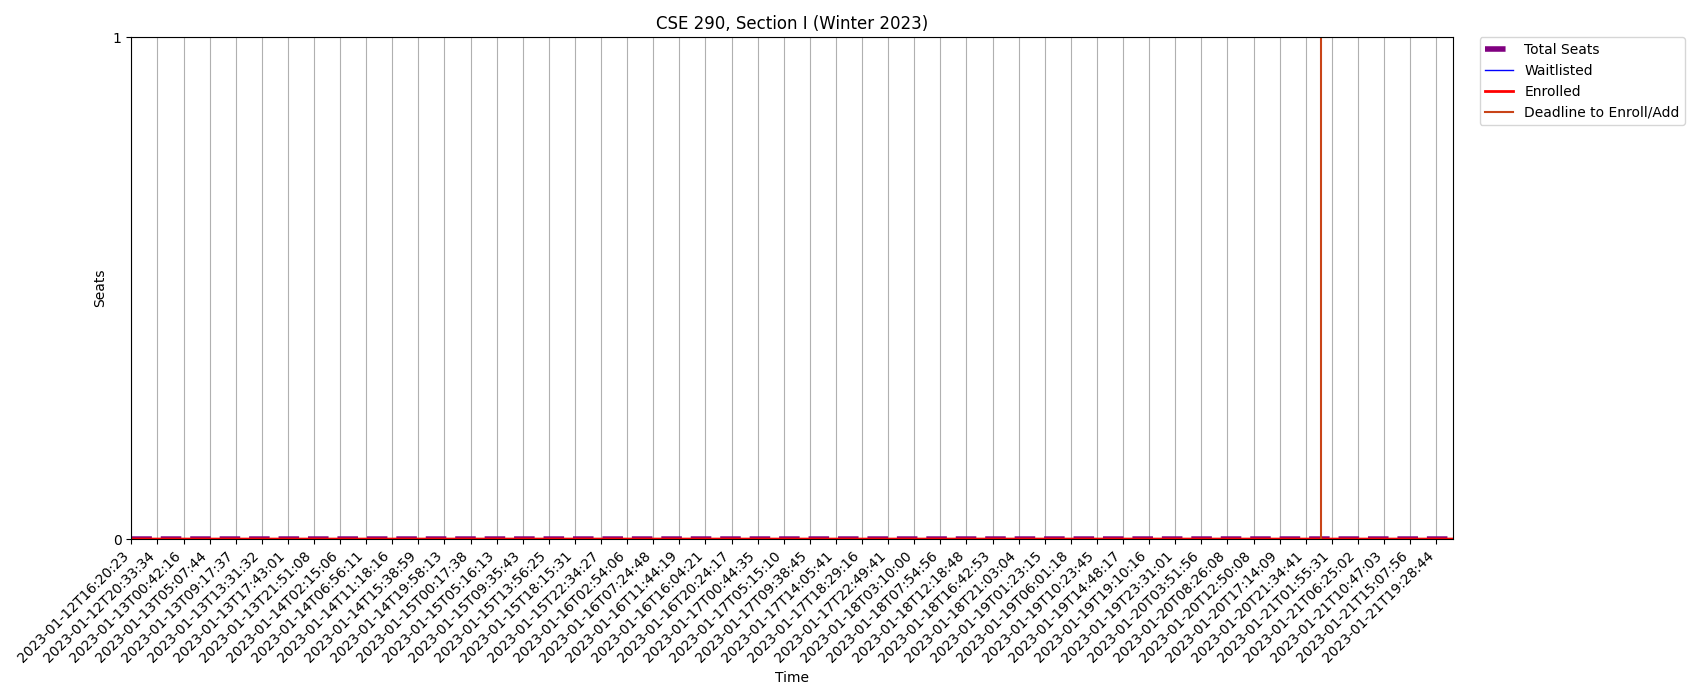 CSE 290, Section I (Winter 2023)
1
0
Seats
Total Seats
Waitlisted
Enrolled
Deadline to Enroll/Add
2023-01-12T16:20:23
2023-01-12T20:33:34
2023-01-13T00:42:16
2023-01-13T05:07:44
2023-01-13T09:17:37
2023-01-13T13:31:32
2023-01-13T17:43:01
2023-01-13T21:51:08
2023-01-14T02:15:06
2023-01-14T06:56:11
2023-01-14T11:18:16
2023-01-14T15:38:59
2023-01-14T19:58:13
2023-01-15T00:17:38
2023-01-15T05:16:13
2023-01-15T09:35:43
2023-01-15T13:56:25
2023-01-15T18:15:31
2023-01-15T22:34:27
2023-01-16T02:54:06
2023-01-16T07:24:48
2023-01-16T11:44:19
2023-01-16T16:04:21
2023-01-16T20:24:17
2023-01-17T00:44:35
2023-01-17T05:15:10
2023-01-17T09:38:45
2023-01-17T14:05:41
2023-01-17T18:29:16
2023-01-17T22:49:41
2023-01-18T03:10:00
2023-01-18T07:54:56
2023-01-18T12:18:48
2023-01-18T16:42:53
2023-01-18T21:03:04
2023-01-19T01:23:15
2023-01-19T06:01:18
2023-01-19T10:23:45
2023-01-19T14:48:17
2023-01-19T19:10:16
2023-01-19T23:31:01
2023-01-20T03:51:56
2023-01-20T08:26:08
2023-01-20T12:50:08
2023-01-20T17:14:09
2023-01-20T21:34:41
2023-01-21T01:55:31
2023-01-21T06:25:02
2023-01-21T10:47:03
2023-01-21T15:07:56
2023-01-21T19:28:44
Time